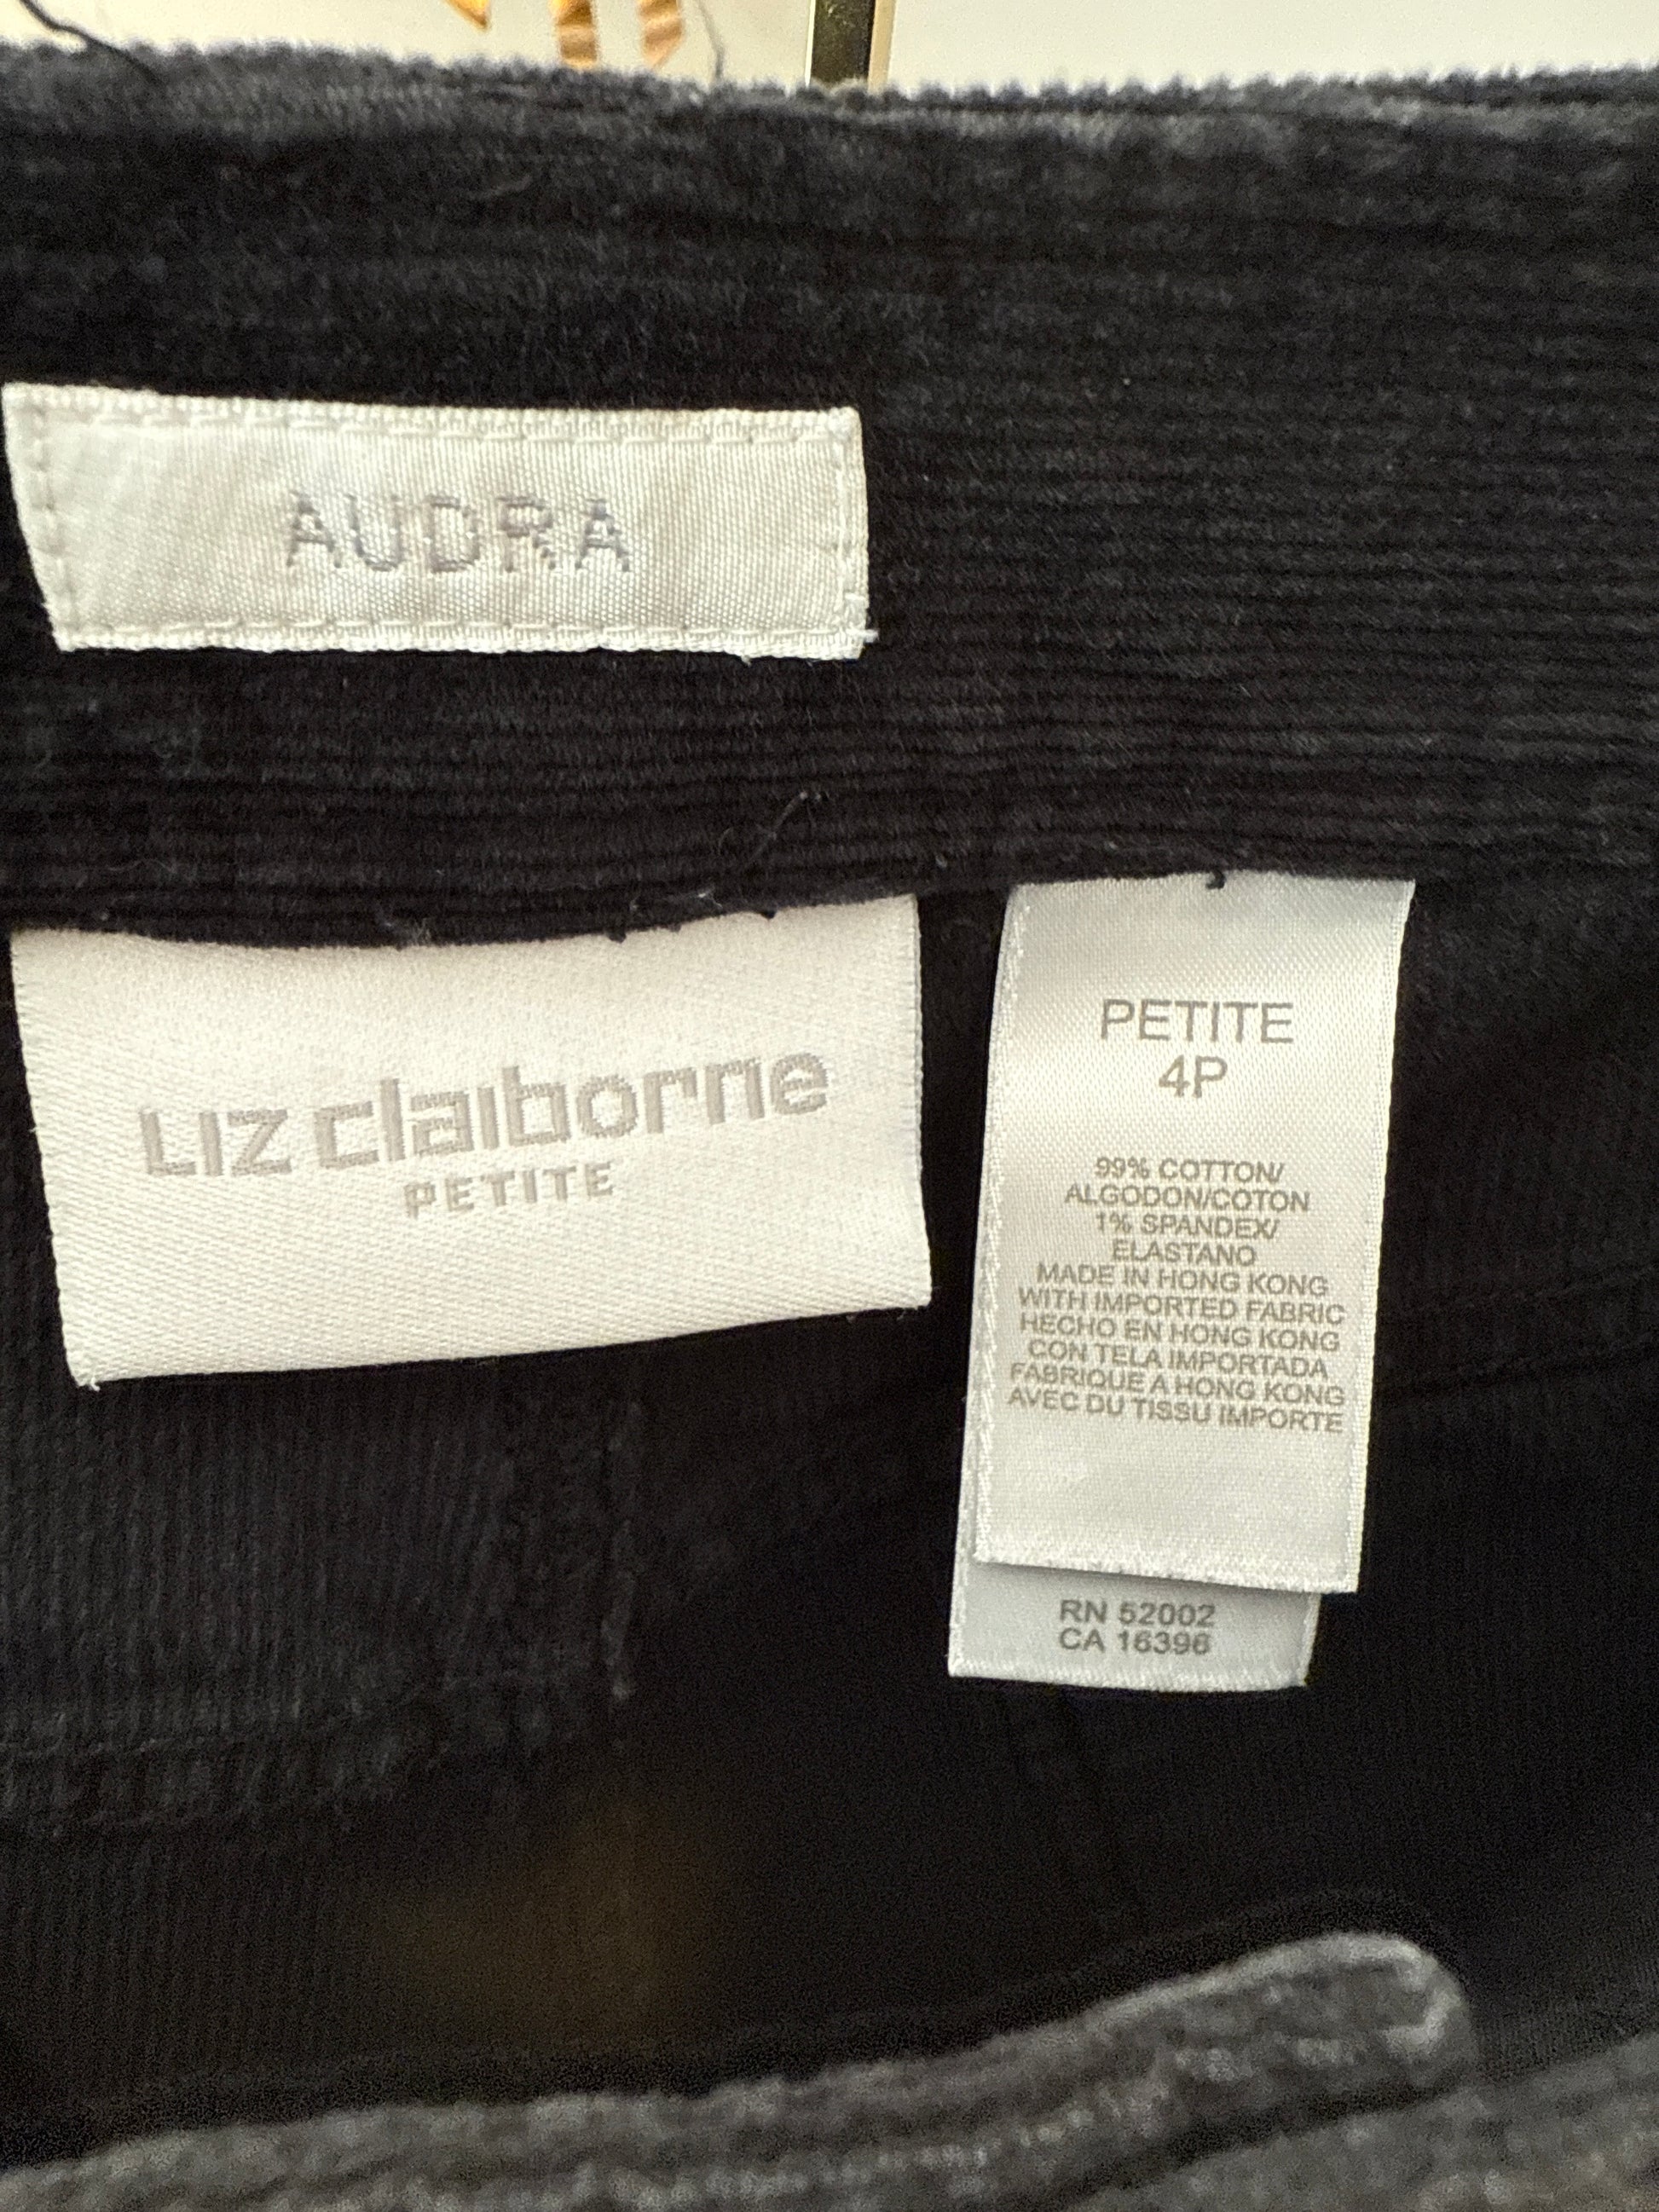 AUDRA
Liz claiborne
PETITE
PETITE
4P
99% COTTON/
ALGODON/COTON
1% SPANDEX/
ELASTANO
MADE IN HONG KONG
WITH IMPORTED FABRIC
HECHO EN HONG KONG
CON TELA IMPORTADA
FABRIQUE A HONG KONG
AVEC DU TISSU IMPORTE
RN 52002
CA 16396